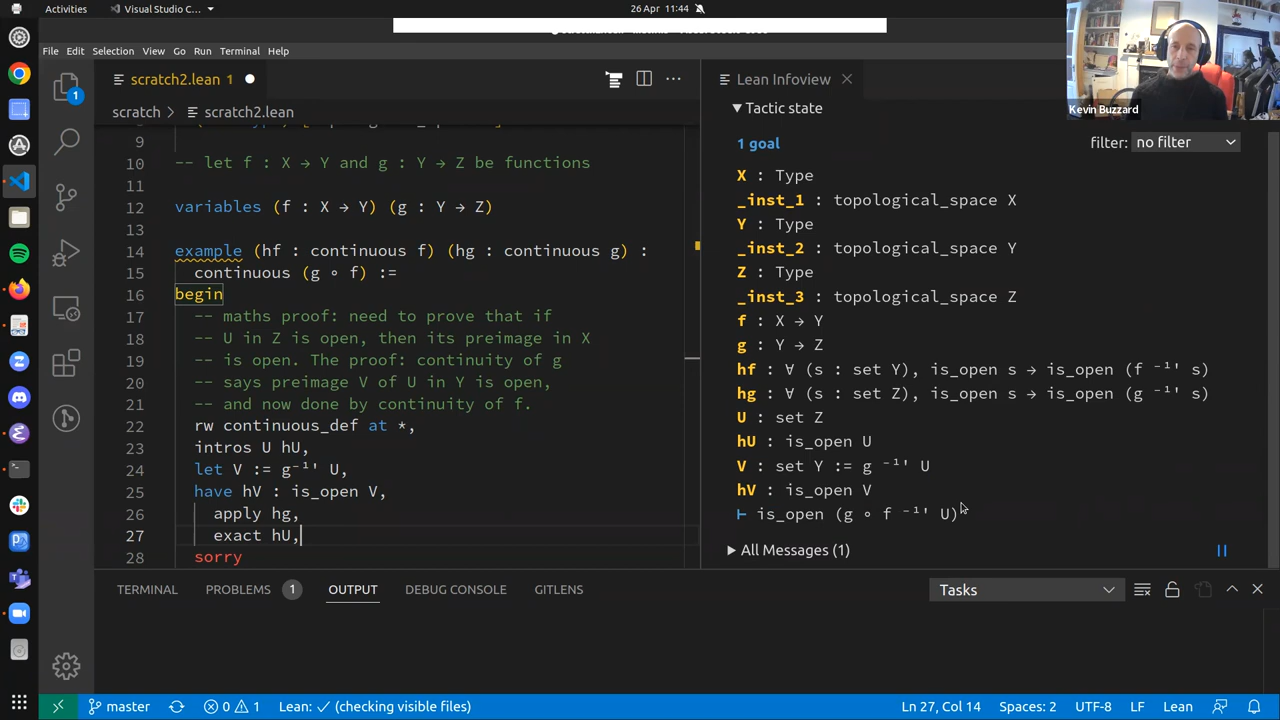 Activities
Visual Studio C...
26 Apr 11:44
File Edit Selection View Go Run Terminal Help
Kevin Buzzard
scratch2.lean 1
Lean Infoview
scratch > scratch2.lean
Tactic state
1 goal
filter: no filter
9
10 -- let f : X → Y and g : Y → Z be functions
11
12 variables (f : X → Y) (g : Y → Z)
13
14 example (hf : continuous f) (hg : continuous g) :
15 continuous (g ∘ f) :=
16 begin
17 -- maths proof: need to prove that if
18 -- U in Z is open, then its preimage in X
19 -- is open. The proof: continuity of g
20 -- says preimage V of U in Y is open,
21 -- and now done by continuity of f.
22 rw continuous_def at *,
23 intros U hU,
24 let V := g⁻¹' U,
25 have hV : is_open V,
26 apply hg,
27 exact hU,
28 sorry
X : Type
_inst_1 : topological_space X
Y : Type
_inst_2 : topological_space Y
Z : Type
_inst_3 : topological_space Z
f : X → Y
g : Y → Z
hf : ∀ (s : set Y), is_open s → is_open (f ⁻¹' s)
hg : ∀ (s : set Z), is_open s → is_open (g ⁻¹' s)
U : set Z
hU : is_open U
V : set Y := g ⁻¹' U
hV : is_open V
⊢ is_open (g ∘ f ⁻¹' U)
All Messages (1)
TERMINAL PROBLEMS 1 OUTPUT DEBUG CONSOLE GITLENS
Tasks
1
master
0 1
Lean: ✓ (checking visible files)
Ln 27, Col 14 Spaces: 2 UTF-8 LF Lean